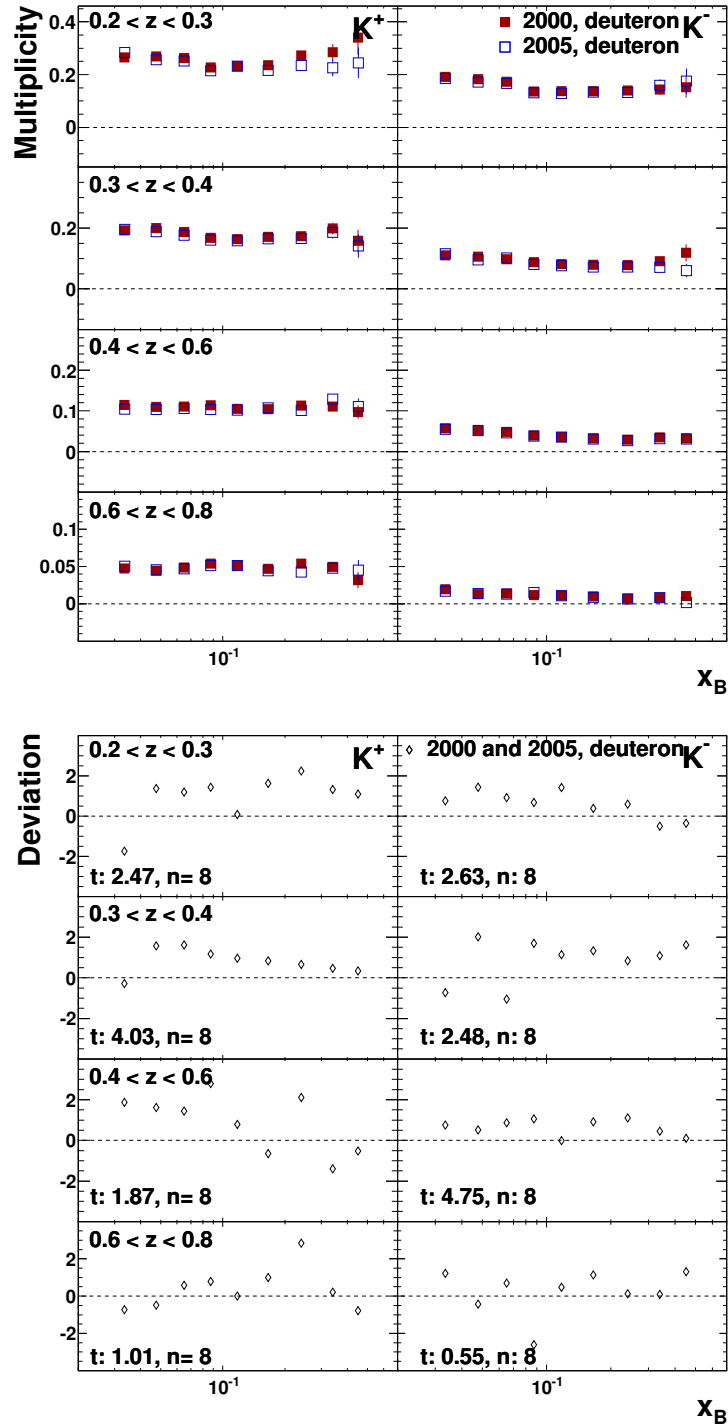 Multiplicity
0.4
0.2
0
0.2 < z < 0.3
K+
2000, deuteron
2005, deuteron
K-
0.2
0
0.3 < z < 0.4
0.2
0.1
0
0.4 < z < 0.6
0.1
0.05
0
0.6 < z < 0.8
10-1
10-1
xB
Deviation
2
0
-2
0.2 < z < 0.3
K+
2000 and 2005, deuteron
K-
t: 2.47, n= 8
t: 2.63, n: 8
2
0
-2
0.3 < z < 0.4
t: 4.03, n= 8
t: 2.48, n: 8
2
0
-2
0.4 < z < 0.6
t: 1.87, n= 8
t: 4.75, n: 8
2
0
-2
0.6 < z < 0.8
t: 1.01, n= 8
t: 0.55, n: 8
10-1
10-1
xB